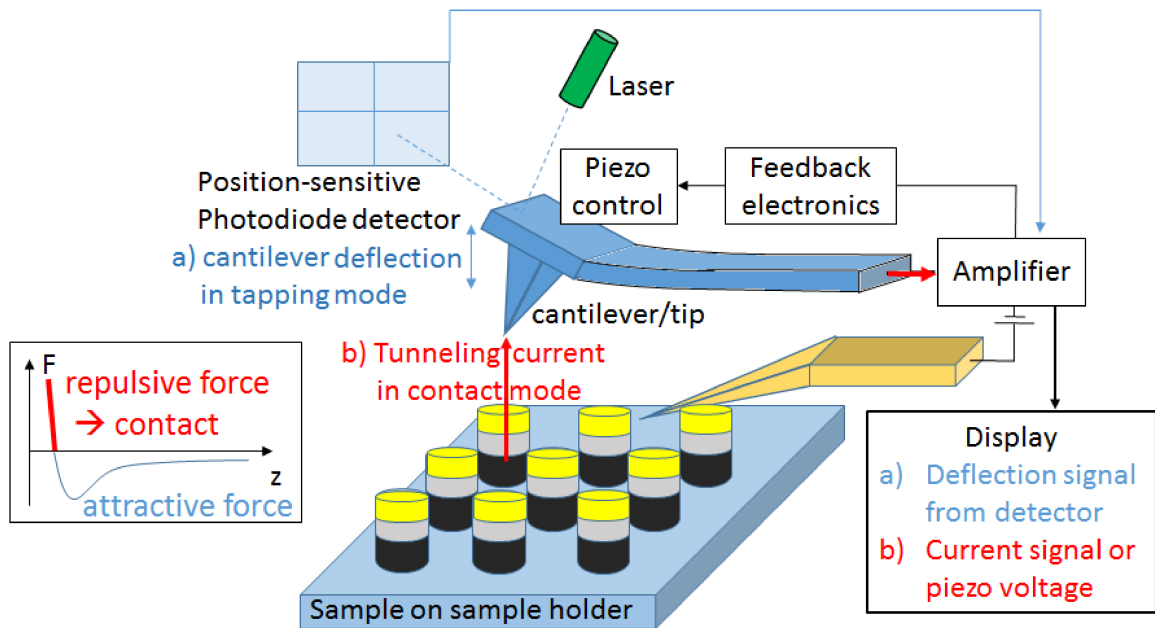 Laser
Position-sensitive
Photodiode detector
a) cantilever deflection
in tapping mode
Piezo
control
Feedback
electronics
Amplifier
cantilever/tip
b) Tunneling current
in contact mode
F
repulsive force
→ contact
z
attractive force
Display
a) Deflection signal
from detector
b) Current signal or
piezo voltage
Sample on sample holder